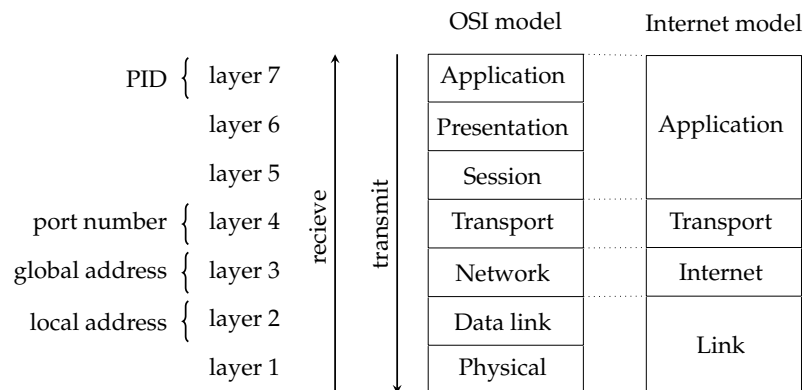 OSI model Internet model
PID { layer 7 Application Application
layer 6 Presentation
layer 5 Session
port number { layer 4 Transport Transport
global address { layer 3 Network Internet
local address { layer 2 Data link Link
layer 1 Physical
recieve
transmit